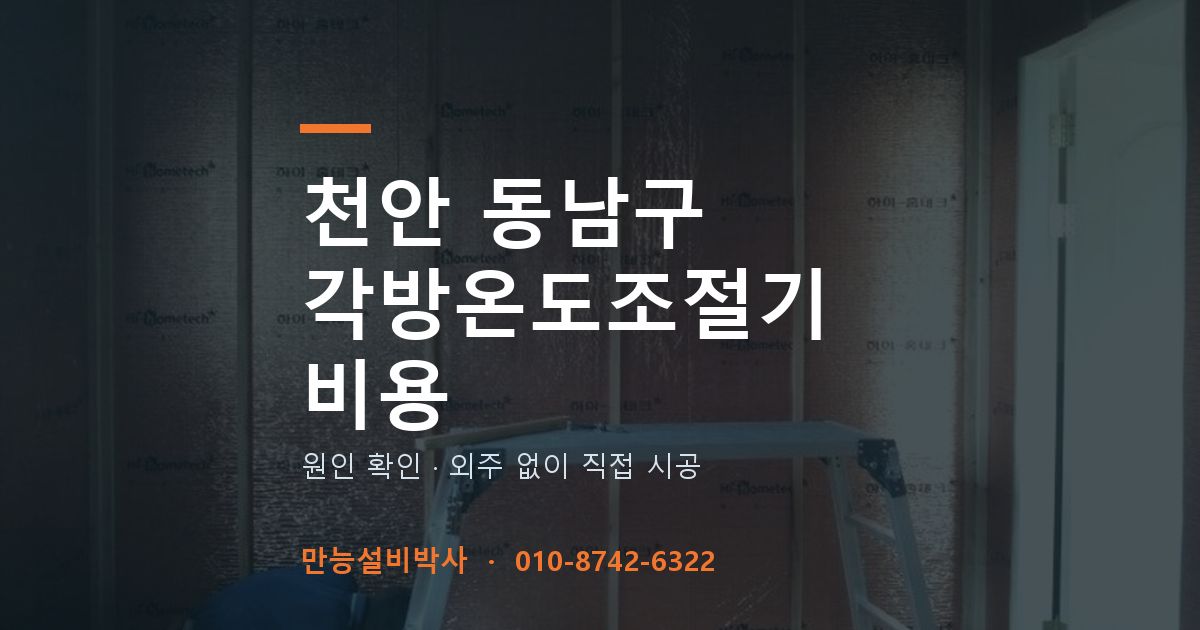 천안 동남구
각방온도조절기
비용
원인 확인 · 외주 없이 직접 시공
만능설비박사 · 010-8742-6322